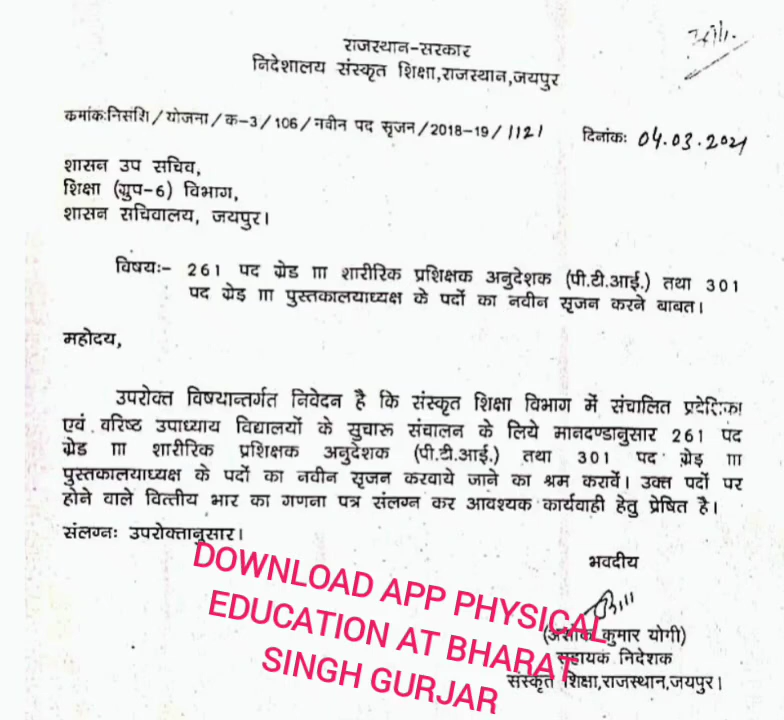 राजस्थान-सरकार
निदेशालय संस्कृत शिक्षा,राजस्थान,जयपुर
कमांकःनिसंशि/योजना/क-3/106/नवीन पद सृजन/2018-19/1121 दिनांकः 04.03.2021
शासन उप सचिव,
शिक्षा (ग्रुप-6) विभाग,
शासन सचिवालय, जयपुर।
विषयः- 261 पद ग्रेड III शारीरिक प्रशिक्षक अनुदेशक (पी.टी.आई.) तथा 301
पद ग्रेड III पुस्तकालयाध्यक्ष के पदों का नवीन सृजन करने बाबत।
महोदय,
उपरोक्त विषयान्तर्गत निवेदन है कि संस्कृत शिक्षा विभाग में संचालित प्रवेशिका
एवं वरिष्ठ उपाध्याय विद्यालयों के सुचारू संचालन के लिये मानदण्डानुसार 261 पद
ग्रेड III शारीरिक प्रशिक्षक अनुदेशक (पी.टी.आई.) तथा 301 पद ग्रेड III
पुस्तकालयाध्यक्ष के पदों का नवीन सृजन करवाये जाने का श्रम करावें। उक्त पदों पर
होने वाले वित्तीय भार का गणना पत्र संलग्न कर आवश्यक कार्यवाही हेतु प्रेषित है।
संलग्नः उपरोक्तानुसार।
भवदीय
(अशोक कुमार योगी)
सहायक निदेशक
संस्कृत शिक्षा,राजस्थान,जयपुर।
DOWNLOAD APP PHYSICAL
EDUCATION AT BHARAT
SINGH GURJAR